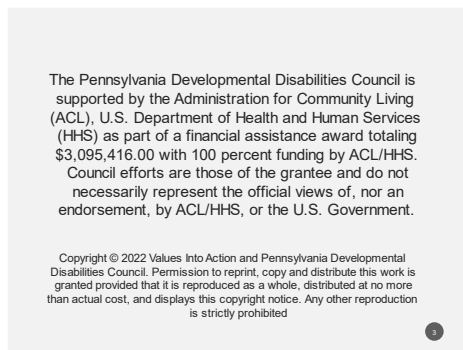 The Pennsylvania Developmental Disabilities Council is
supported by the Administration for Community Living
(ACL), U.S. Department of Health and Human Services
(HHS) as part of a financial assistance award totaling
$3,095,416.00 with 100 percent funding by ACL/HHS.
Council efforts are those of the grantee and do not
necessarily represent the official views of, nor an
endorsement, by ACL/HHS, or the U.S. Government.
Copyright © 2022 Values Into Action and Pennsylvania Developmental
Disabilities Council. Permission to reprint, copy and distribute this work is
granted provided that it is reproduced as a whole, distributed at no more
than actual cost, and displays this copyright notice. Any other reproduction
is strictly prohibited
3